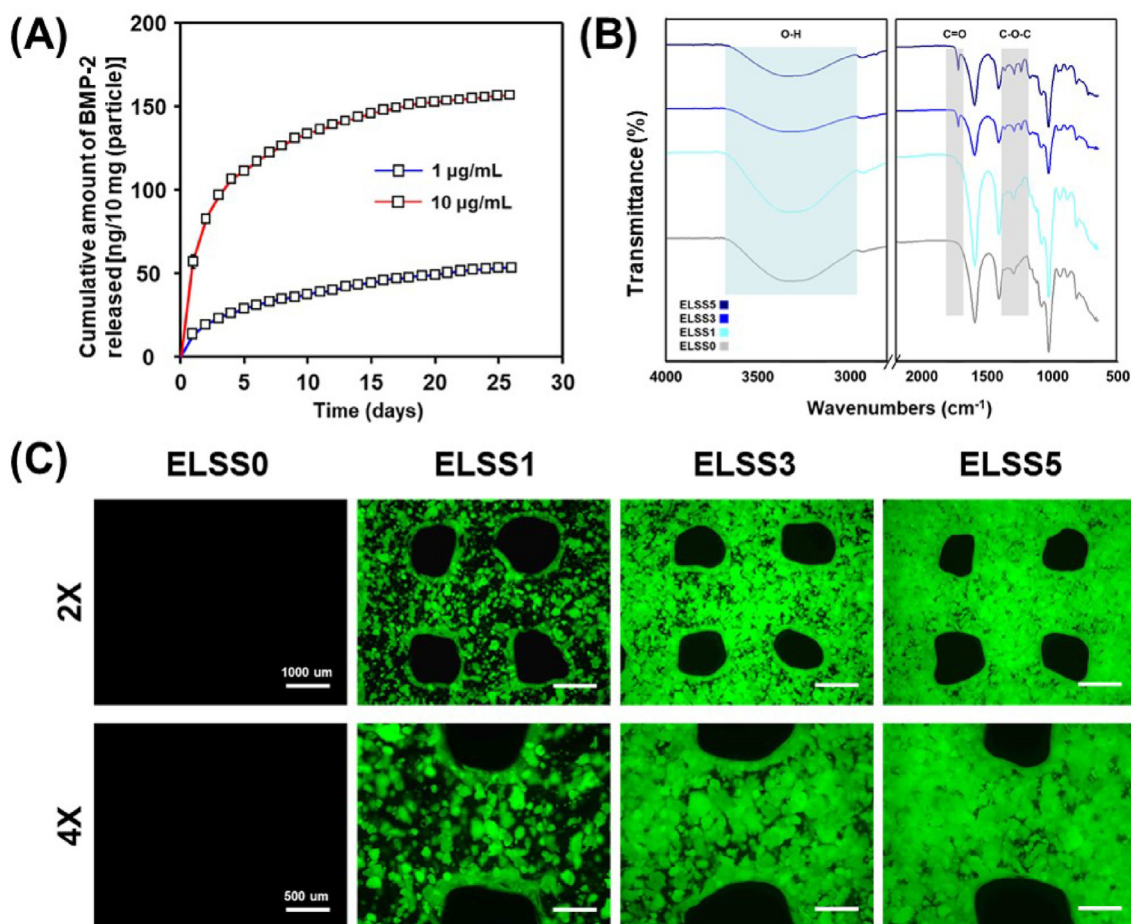 (A)
Cumulative amount of BMP-2
released [ng/10 mg (particle)]
200
150
100
50
0
1 µg/mL
10 µg/mL
0 5 10 15 20 25 30
Time (days)
(B)
O-H C=O C-O-C
Transmittance (%)
ELSS5
ELSS3
ELSS1
ELSS0
4000 3500 3000 2000 1500 1000 500
Wavenumbers (cm⁻¹)
(C)
ELSS0 ELSS1 ELSS3 ELSS5
2X
1000 um
4X
500 um